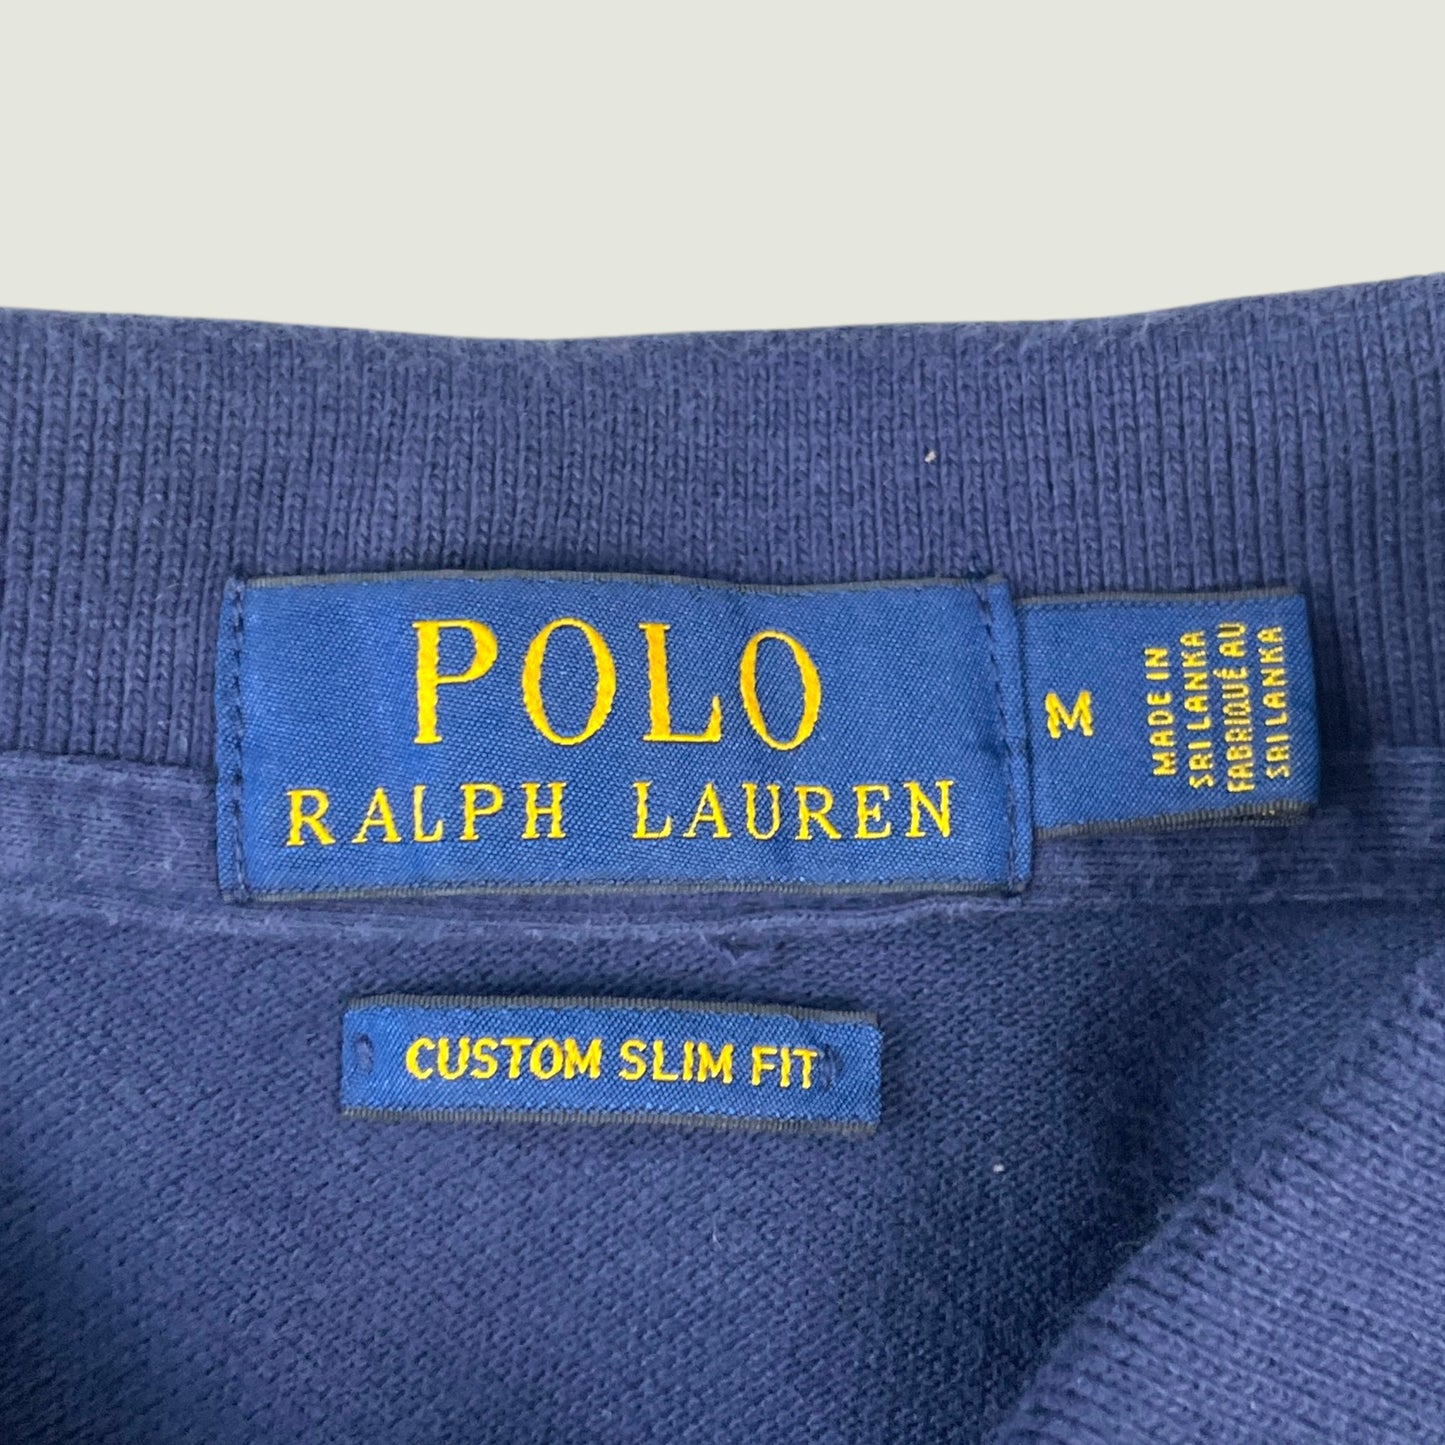 POLO
RALPH LAUREN
M
MADE IN
SRI LANKA
FABRIQUÉ AU
SRI LANKA
CUSTOM SLIM FIT